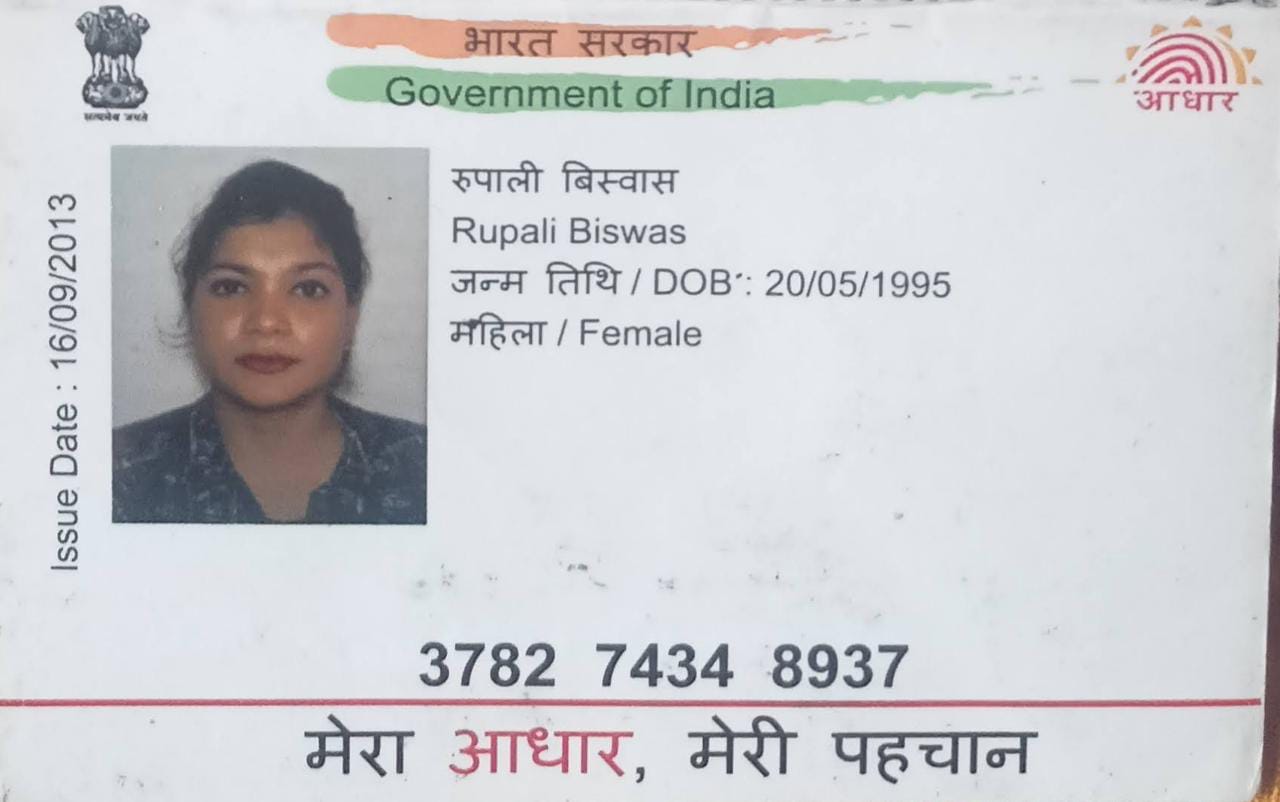 भारत सरकार
Government of India
आधार
सत्यमेव जयते
Issue Date : 16/09/2013
रुपाली बिस्वास
Rupali Biswas
जन्म तिथि / DOB : 20/05/1995
महिला / Female
3782 7434 8937
मेरा आधार, मेरी पहचान